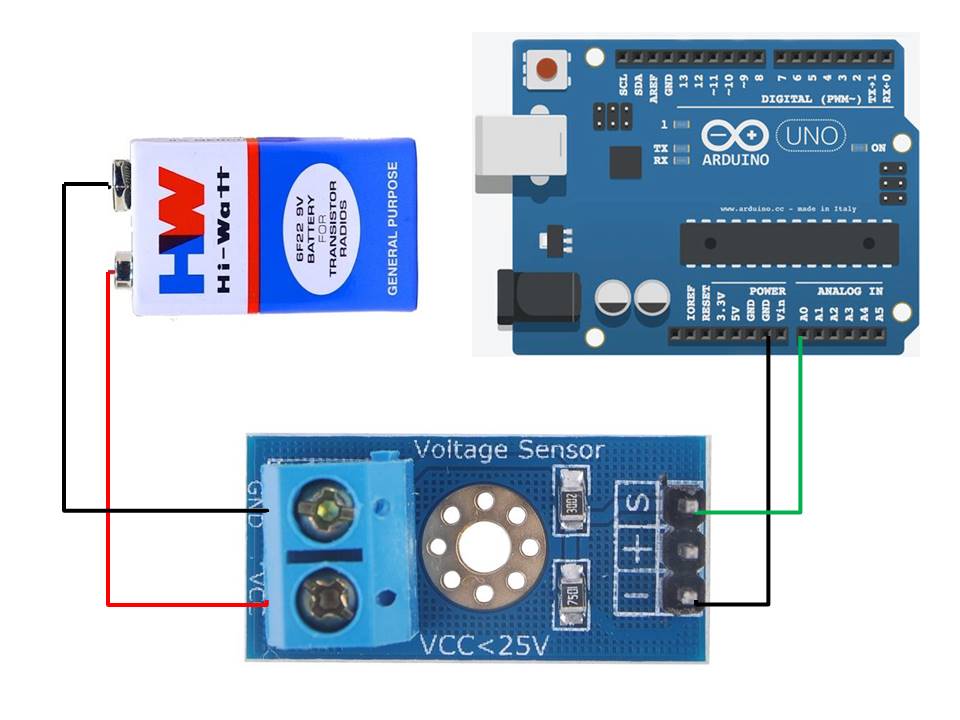 HW
Hi-Watt
6F22 9V
BATTERY
FOR
TRANSISTOR
RADIOS
GENERAL PURPOSE
SCL
SDA
AREF
GND
13
12
~11
~10
~9
8
7
6
5
4
3
2
TX→1
RX←0
DIGITAL (PWM~)
1
TX
RX
ARDUINO
UNO
ON
www.arduino.cc - made in Italy
POWER
ANALOG IN
IOREF
RESET
3.3V
5V
GND
GND
Vin
A0
A1
A2
A3
A4
A5
Voltage Sensor
GND
VCC
3002
7501
S
+
-
VCC<25V